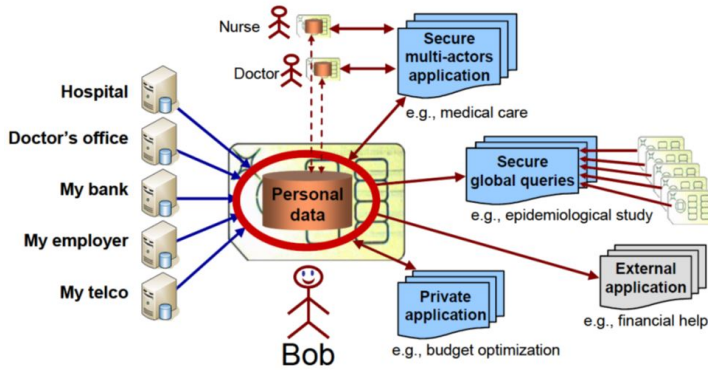 Nurse
Doctor
Secure
multi-actors
application
e.g., medical care
Hospital
Doctor's office
My bank
My employer
My telco
Personal
data
Secure
global queries
e.g., epidemiological study
External
application
e.g., financial help
Private
application
e.g., budget optimization
Bob